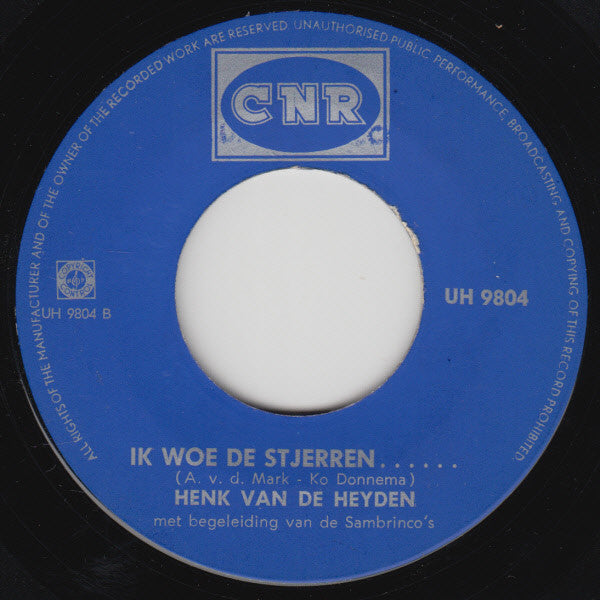 ALL RIGHTS OF THE MANUFACTURER AND OF THE OWNER OF THE RECORDED WORK ARE RESERVED UNAUTHORISED PUBLIC PERFORMANCE BROADCASTING AND COPYING OF THIS RECORD PROHIBITED
CNR
COPYRIGHT
CONTROL
UH 9804 B
UH 9804
IK WOE DE STJERREN......
(A. v. d. Mark - Ko Donnema)
HENK VAN DE HEYDEN
met begeleiding van de Sambrinco's